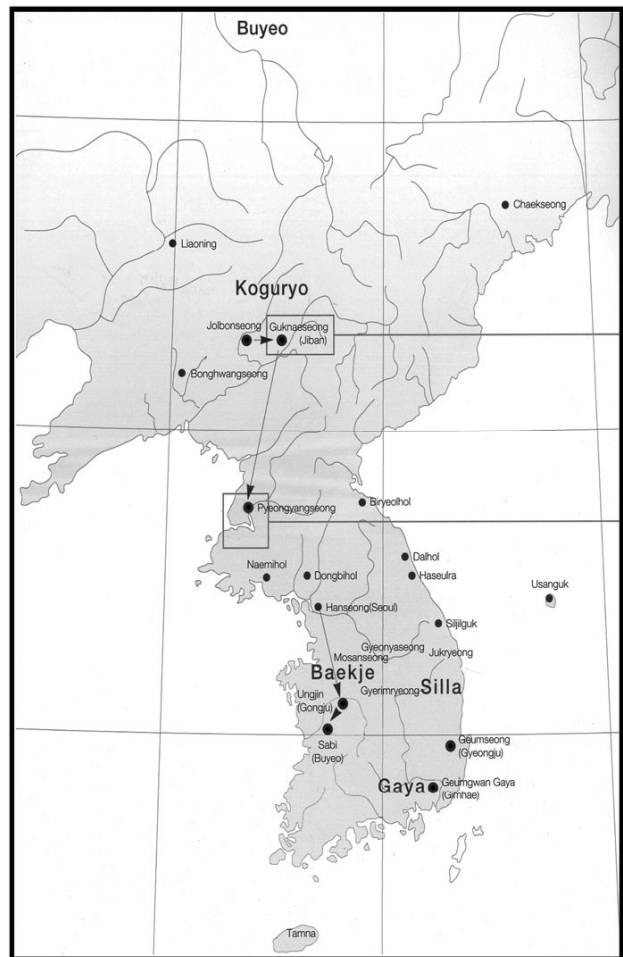 Buyeo
Chaekseong
Liaoning
Koguryo
Jolbonseong
Guknaeseong
(Jiban)
Bonghwangseong
Pyeongyangseong
Biryeolhol
Dalhol
Naemihol
Dongbihol
Haseulra
Usanguk
Hanseong(Seoul)
Siljilguk
Gyeonyaseong
Mosanseong
Jukryeong
Baekje
Gyerimryeong
Silla
Ungjin
(Gongju)
Geumseong
(Gyeongju)
Sabi
(Buyeo)
Gaya
Geumgwan Gaya
(Gimhae)
Tamna